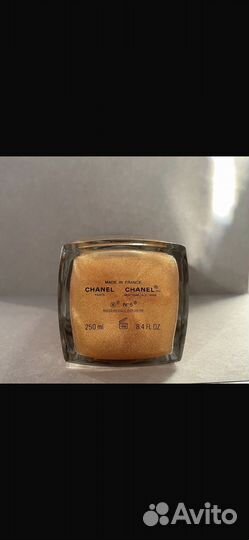 MADE IN FRANCE
CHANEL CHANEL
PARIS
N°5®
250 ml 8.4 FL OZ
Avito